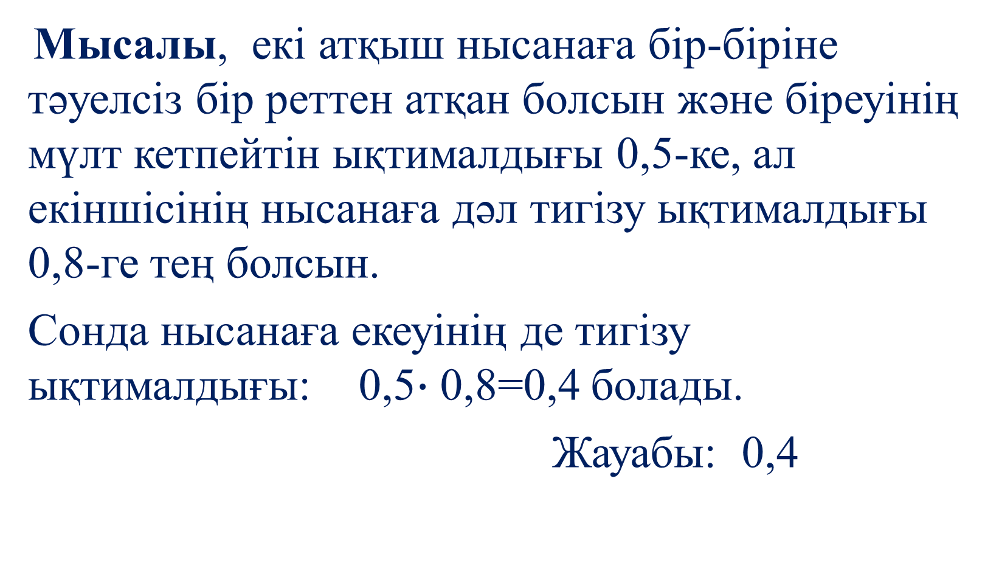 Мысалы, екі атқыш нысанаға бір-біріне
тәуелсіз бір реттен атқан болсын және біреуінің
мүлт кетпейтін ықтималдығы 0,5-ке, ал
екіншісінің нысанаға дәл тигізу ықтималдығы
0,8-ге тең болсын.
Сонда нысанаға екеуінің де тигізу
ықтималдығы: 0,5· 0,8=0,4 болады.
Жауабы: 0,4